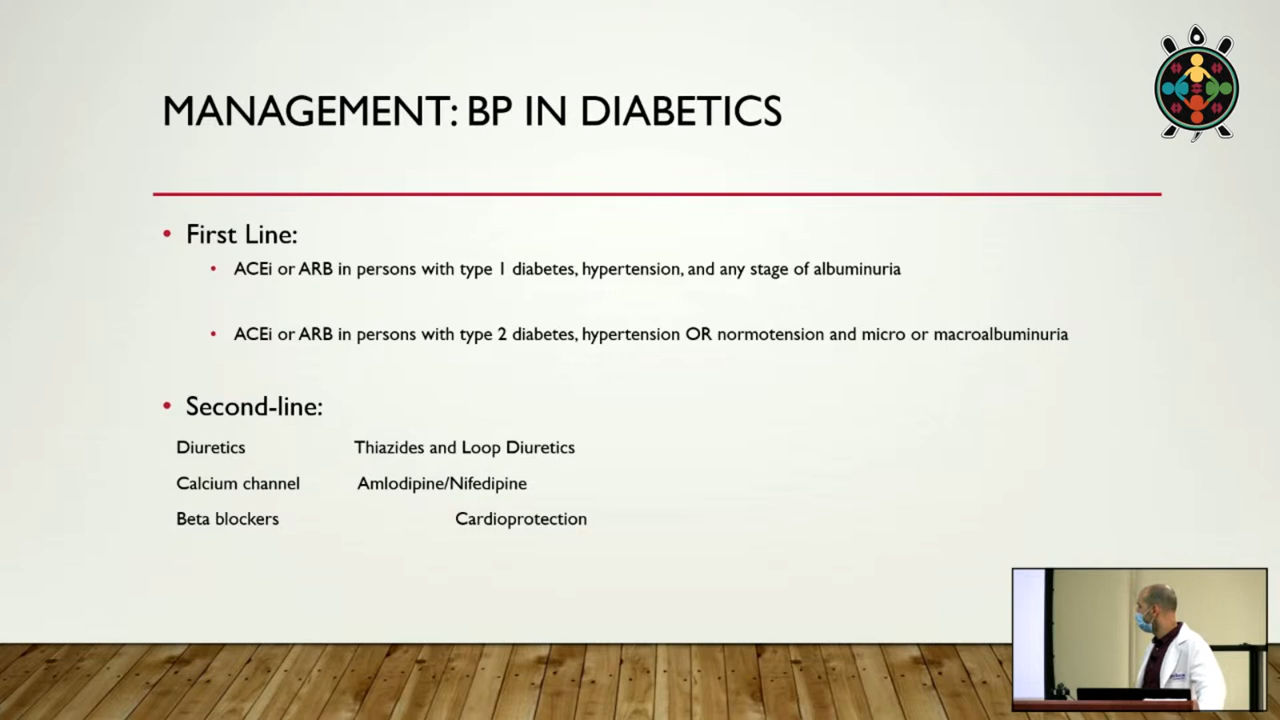 MANAGEMENT: BP IN DIABETICS
• First Line:
• ACEi or ARB in persons with type 1 diabetes, hypertension, and any stage of albuminuria
• ACEi or ARB in persons with type 2 diabetes, hypertension OR normotension and micro or macroalbuminuria
• Second-line:
Diuretics Thiazides and Loop Diuretics
Calcium channel Amlodipine/Nifedipine
Beta blockers Cardioprotection